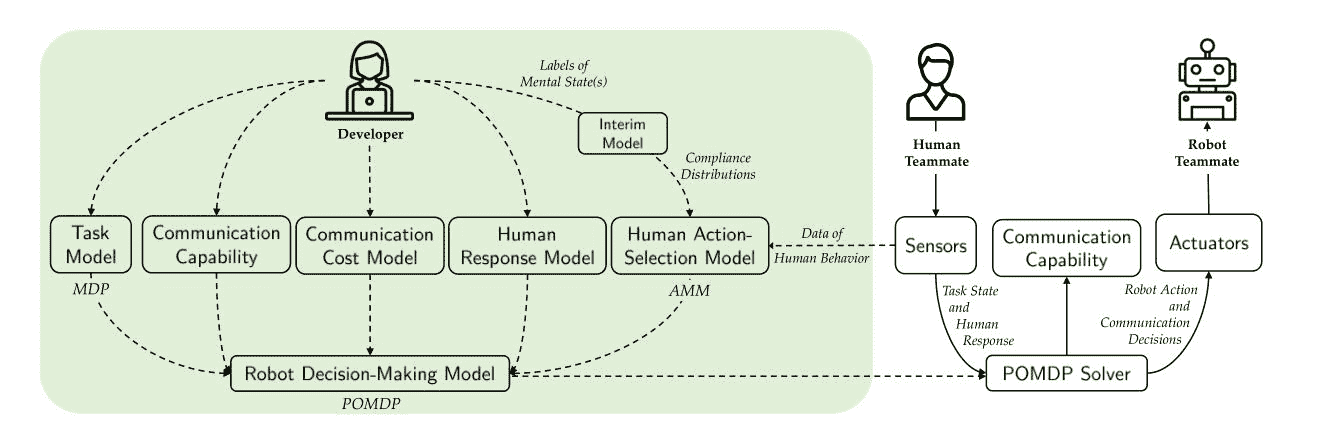 Labels of
Mental State(s)
Developer
Interim
Model
Compliance
Distributions
Human
Teammate
Robot
Teammate
Task
Model
Communication
Capability
Communication
Cost Model
Human
Response Model
Human Action-
Selection Model
Data of
Human Behavior
Sensors
Communication
Capability
Actuators
MDP
AMM
Task State
and
Human
Response
Robot Action
and
Communication
Decisions
Robot Decision-Making Model
POMDP
POMDP Solver